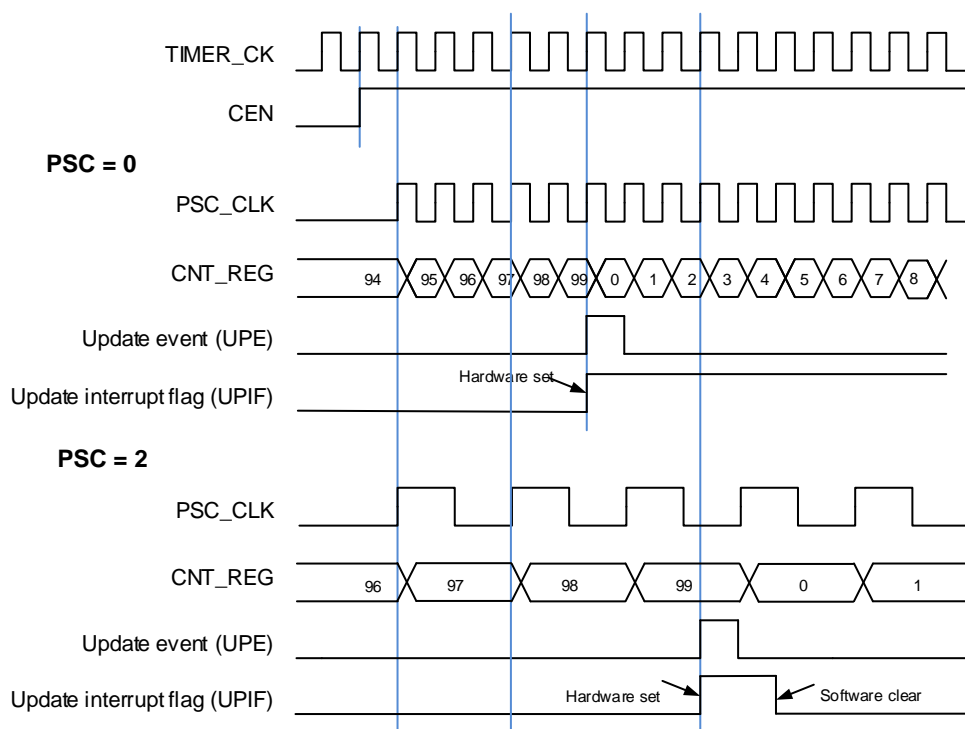 TIMER_CK
CEN
PSC = 0
PSC_CLK
CNT_REG 94 95 96 97 98 99 0 1 2 3 4 5 6 7 8
Update event (UPE)
Hardware set
Update interrupt flag (UPIF)
PSC = 2
PSC_CLK
CNT_REG 96 97 98 99 0 1
Update event (UPE)
Update interrupt flag (UPIF) Hardware set Software clear